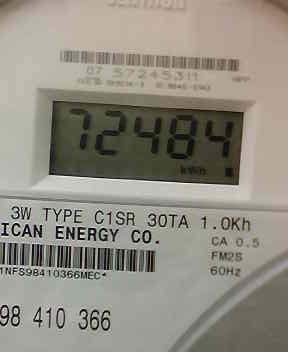 07 57245311
72484
kWh
3W TYPE C1SR 30TA 1.0Kh
ICAN ENERGY CO.
CA 0.5
FM2S
60Hz
1NFS98410366MEC*
98 410 366